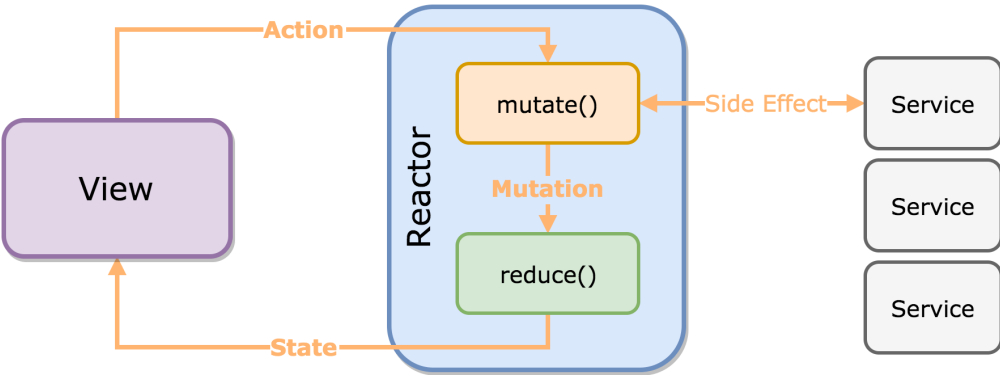 Action
mutate()
Side Effect
Service
View
Reactor
Mutation
Service
reduce()
Service
State